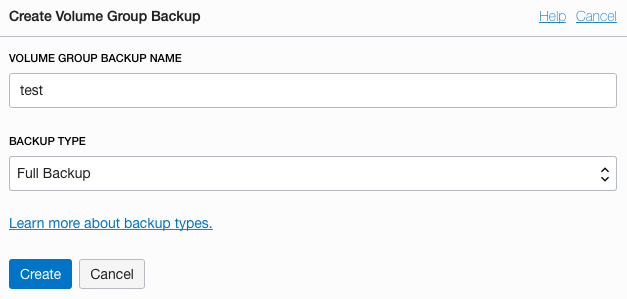 Create Volume Group Backup Help Cancel
VOLUME GROUP BACKUP NAME
test
BACKUP TYPE
Full Backup
Learn more about backup types.
Create Cancel